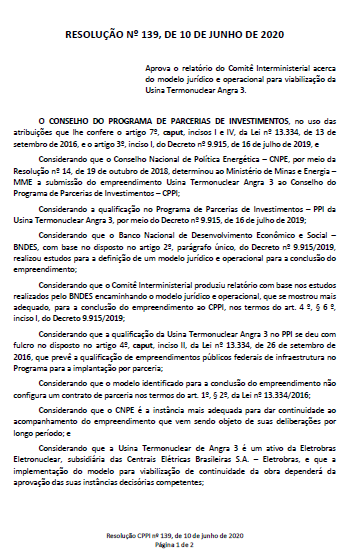 RESOLUÇÃO Nº 139, DE 10 DE JUNHO DE 2020
Aprova o relatório do Comitê Interministerial acerca
do modelo jurídico e operacional para viabilização da
Usina Termonuclear Angra 3.
O CONSELHO DO PROGRAMA DE PARCERIAS DE INVESTIMENTOS, no uso das
atribuições que lhe confere o artigo 7º, caput, incisos I e IV, da Lei nº 13.334, de 13 de
setembro de 2016, e o artigo 3º, inciso I, do Decreto nº 9.915, de 16 de julho de 2019, e
Considerando que o Conselho Nacional de Política Energética – CNPE, por meio da
Resolução nº 14, de 19 de outubro de 2018, determinou ao Ministério de Minas e Energia –
MME a submissão do empreendimento Usina Termonuclear Angra 3 ao Conselho do
Programa de Parcerias de Investimentos – CPPI;
Considerando a qualificação no Programa de Parcerias de Investimentos – PPI da
Usina Termonuclear Angra 3, por meio do Decreto nº 9.915, de 16 de julho de 2019;
Considerando que o Banco Nacional de Desenvolvimento Econômico e Social –
BNDES, com base no disposto no artigo 2º, parágrafo único, do Decreto nº 9.915/2019,
realizou estudos para a definição de um modelo jurídico e operacional para a conclusão do
empreendimento;
Considerando que o Comitê Interministerial produziu relatório com base nos estudos
realizados pelo BNDES encaminhando o modelo jurídico e operacional, que se mostrou mais
adequado, para a conclusão do empreendimento ao CPPI, nos termos do art. 4 º, § 6 º,
inciso I, do Decreto 9.915/2019;
Considerando que a qualificação da Usina Termonuclear Angra 3 no PPI se deu com
fulcro no disposto no artigo 4º, caput, inciso II, da Lei nº 13.334, de 26 de setembro de
2016, que prevê a qualificação de empreendimentos públicos federais de infraestrutura no
Programa para a implantação por parceria;
Considerando que o modelo identificado para a conclusão do empreendimento não
configura um contrato de parceria nos termos do art. 1º, § 2º, da Lei nº 13.334/2016;
Considerando que o CNPE é a instância mais adequada para dar continuidade ao
acompanhamento do empreendimento que vem sendo objeto de suas deliberações por
longo período; e
Considerando que a Usina Termonuclear de Angra 3 é um ativo da Eletrobras
Eletronuclear, subsidiária das Centrais Elétricas Brasileiras S.A. – Eletrobras, e que a
implementação do modelo para viabilização de continuidade da obra dependerá da
aprovação das suas instâncias decisórias competentes;
Resolução CPPI nº 139, de 10 de junho de 2020
Página 1 de 2